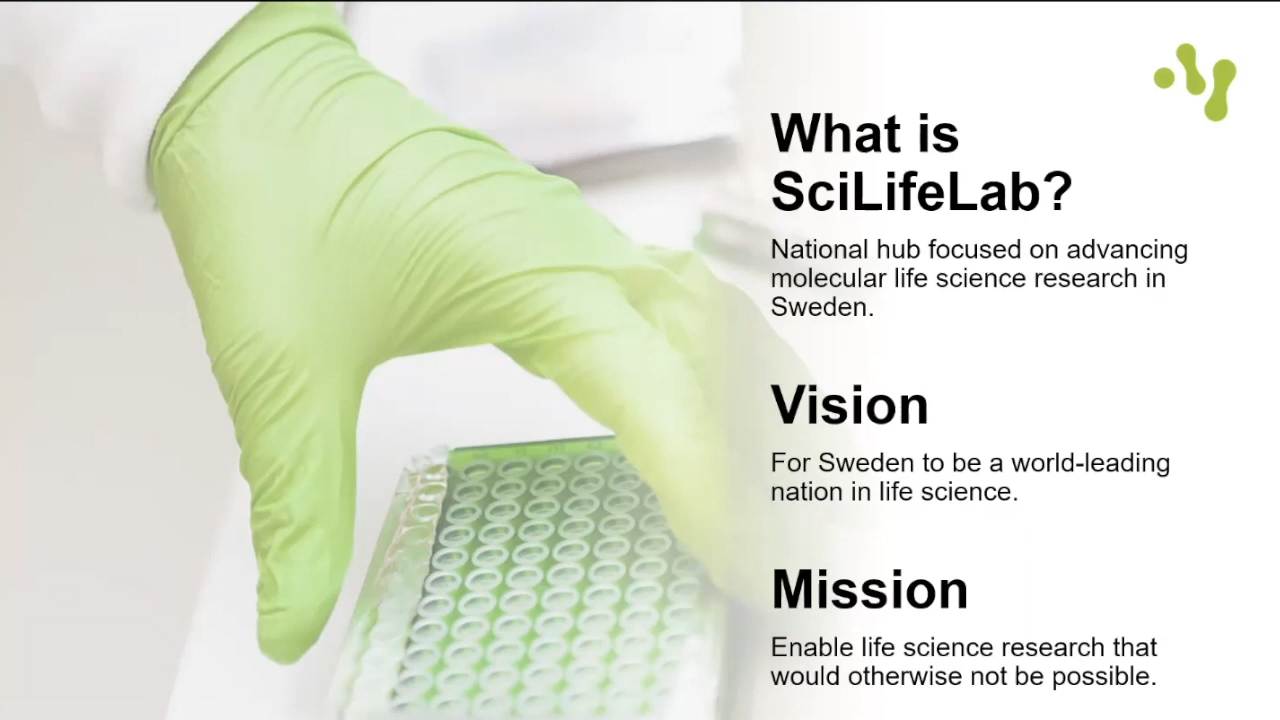 What is
SciLifeLab?
National hub focused on advancing
molecular life science research in
Sweden.
Vision
For Sweden to be a world-leading
nation in life science.
Mission
Enable life science research that
would otherwise not be possible.